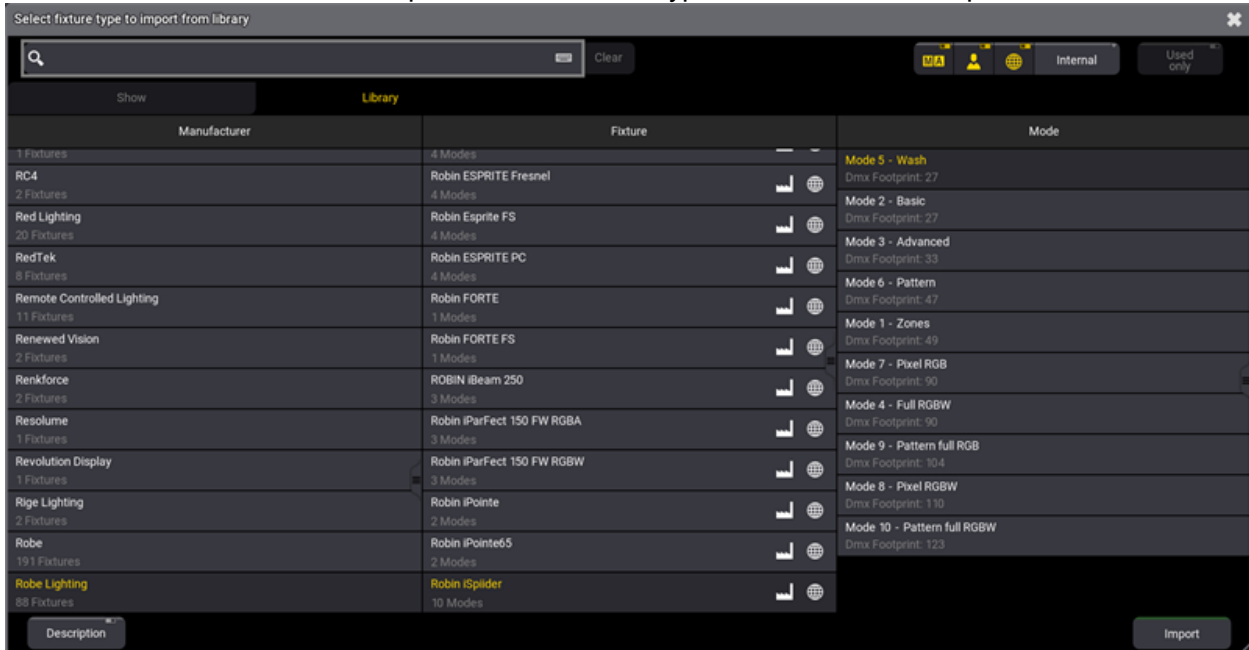 Select fixture type to import from library
Clear
MA
Internal
Used only
Show
Library
Manufacturer
Fixture
Mode
1 Fixtures
RC4
2 Fixtures
Red Lighting
20 Fixtures
RedTek
8 Fixtures
Remote Controlled Lighting
11 Fixtures
Renewed Vision
2 Fixtures
Renkforce
2 Fixtures
Resolume
1 Fixtures
Revolution Display
1 Fixtures
Rige Lighting
2 Fixtures
Robe
191 Fixtures
Robe Lighting
88 Fixtures
4 Modes
Robin ESPRITE Fresnel
4 Modes
Robin Esprite FS
4 Modes
Robin ESPRITE PC
4 Modes
Robin FORTE
1 Modes
Robin FORTE FS
1 Modes
ROBIN iBeam 250
3 Modes
Robin iParFect 150 FW RGBA
3 Modes
Robin iParFect 150 FW RGBW
3 Modes
Robin iPointe
2 Modes
Robin iPointe65
2 Modes
Robin iSpiider
10 Modes
Mode 5 - Wash
Dmx Footprint: 27
Mode 2 - Basic
Dmx Footprint: 27
Mode 3 - Advanced
Dmx Footprint: 33
Mode 6 - Pattern
Dmx Footprint: 47
Mode 1 - Zones
Dmx Footprint: 49
Mode 7 - Pixel RGB
Dmx Footprint: 90
Mode 4 - Full RGBW
Dmx Footprint: 90
Mode 9 - Pattern full RGB
Dmx Footprint: 104
Mode 8 - Pixel RGBW
Dmx Footprint: 110
Mode 10 - Pattern full RGBW
Dmx Footprint: 123
Description
Import